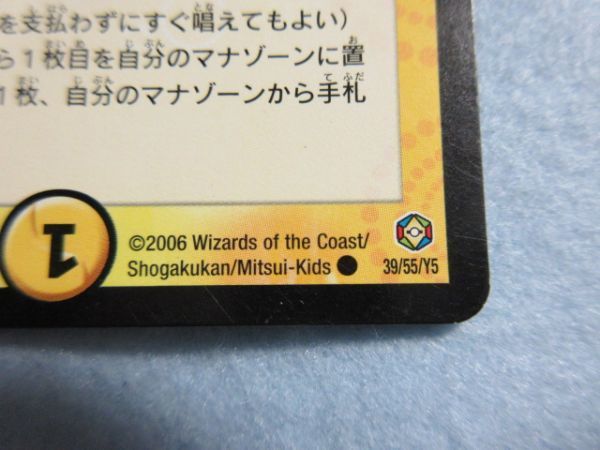 を支払わずにすぐ唱えてもよい)
ら1枚目を自分のマナゾーンに置
1枚、自分のマナゾーンから手札
1
©2006 Wizards of the Coast/
Shogakukan/Mitsui-Kids ●
39/55/Y5